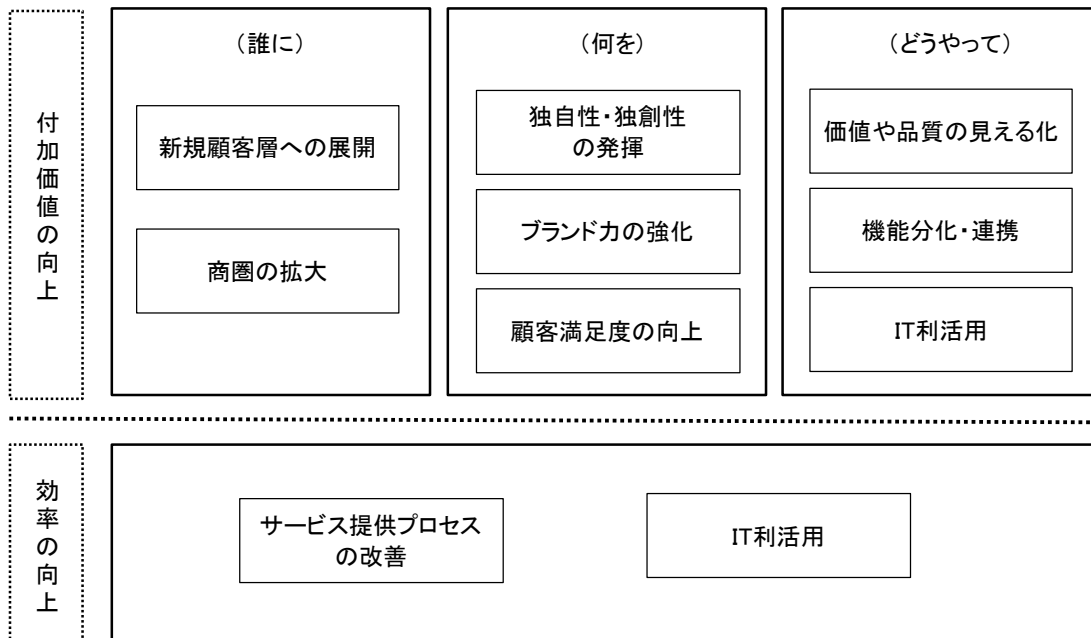 付加価値の向上
(誰に)
新規顧客層への展開
商圏の拡大
(何を)
独自性・独創性
の発揮
ブランド力の強化
顧客満足度の向上
(どうやって)
価値や品質の見える化
機能分化・連携
IT利活用
効率の向上
サービス提供プロセス
の改善
IT利活用